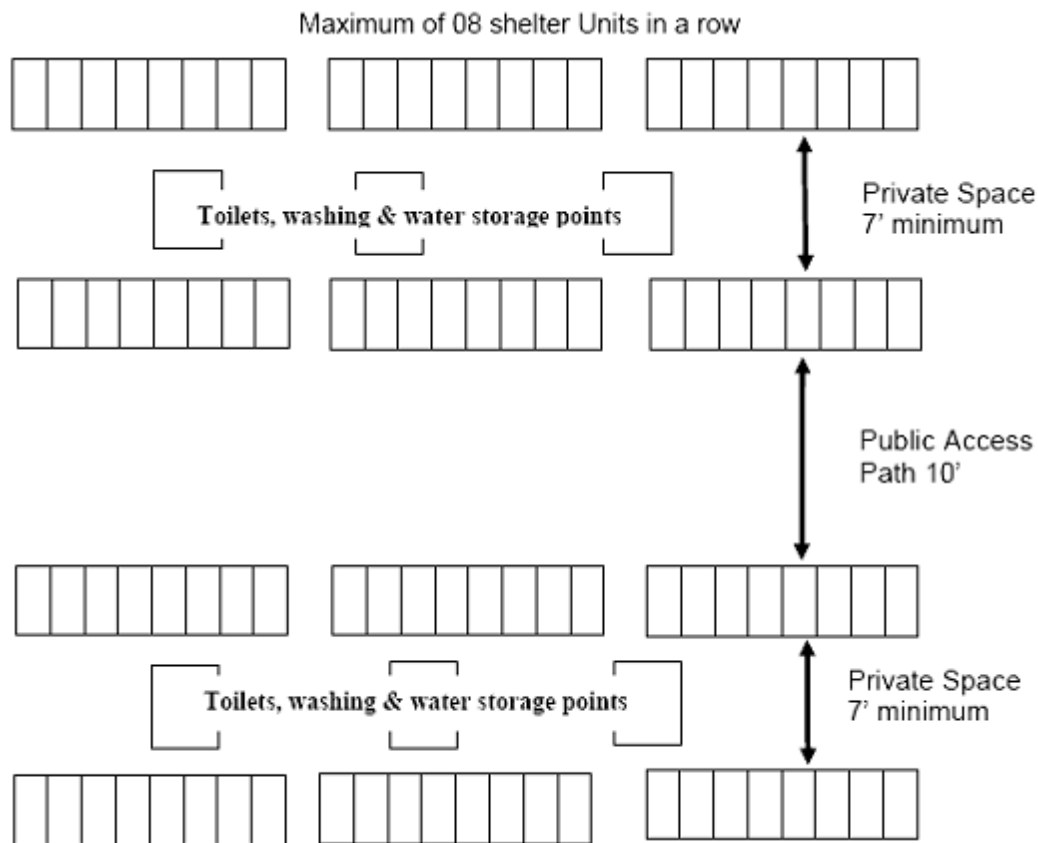 Maximum of 08 shelter Units in a row
Private Space
7' minimum
Toilets, washing & water storage points
Public Access
Path 10'
Private Space
7' minimum
Toilets, washing & water storage points